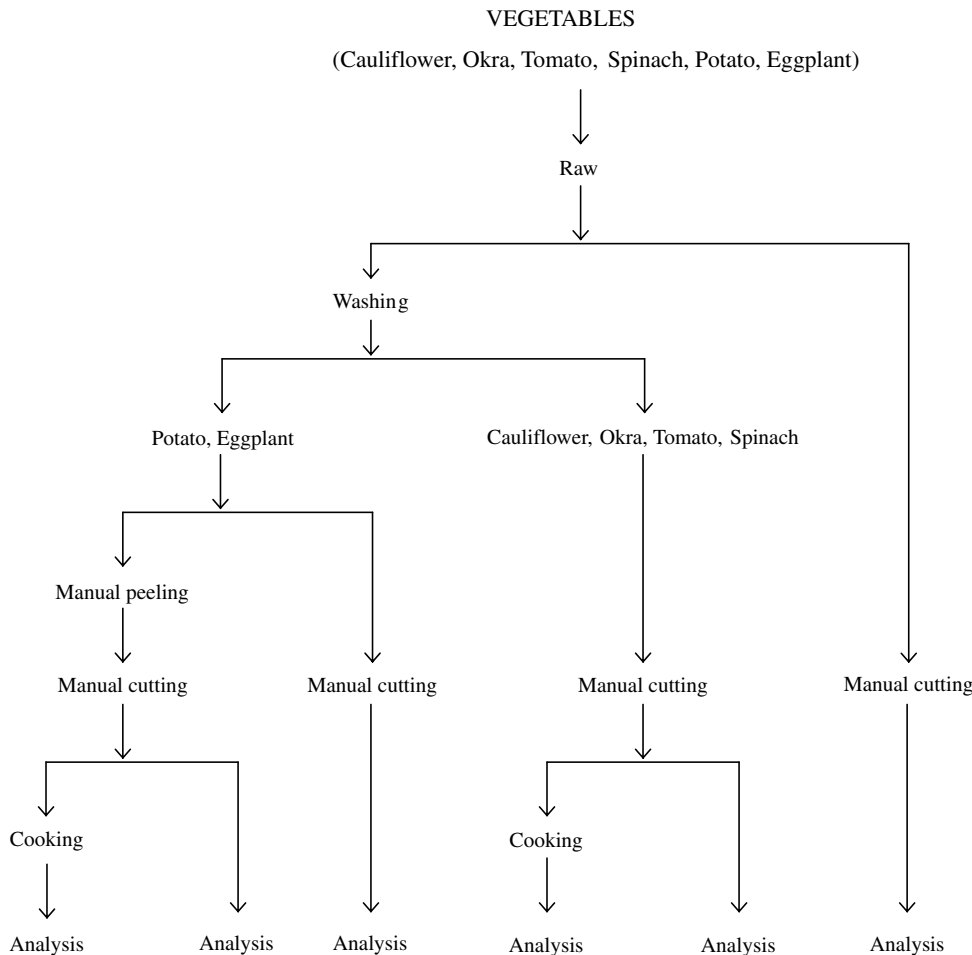 VEGETABLES
(Cauliflower, Okra, Tomato, Spinach, Potato, Eggplant)
Raw
Washing
Potato, Eggplant
Cauliflower, Okra, Tomato, Spinach
Manual peeling
Manual cutting
Manual cutting
Manual cutting
Manual cutting
Cooking
Cooking
Analysis
Analysis
Analysis
Analysis
Analysis
Analysis